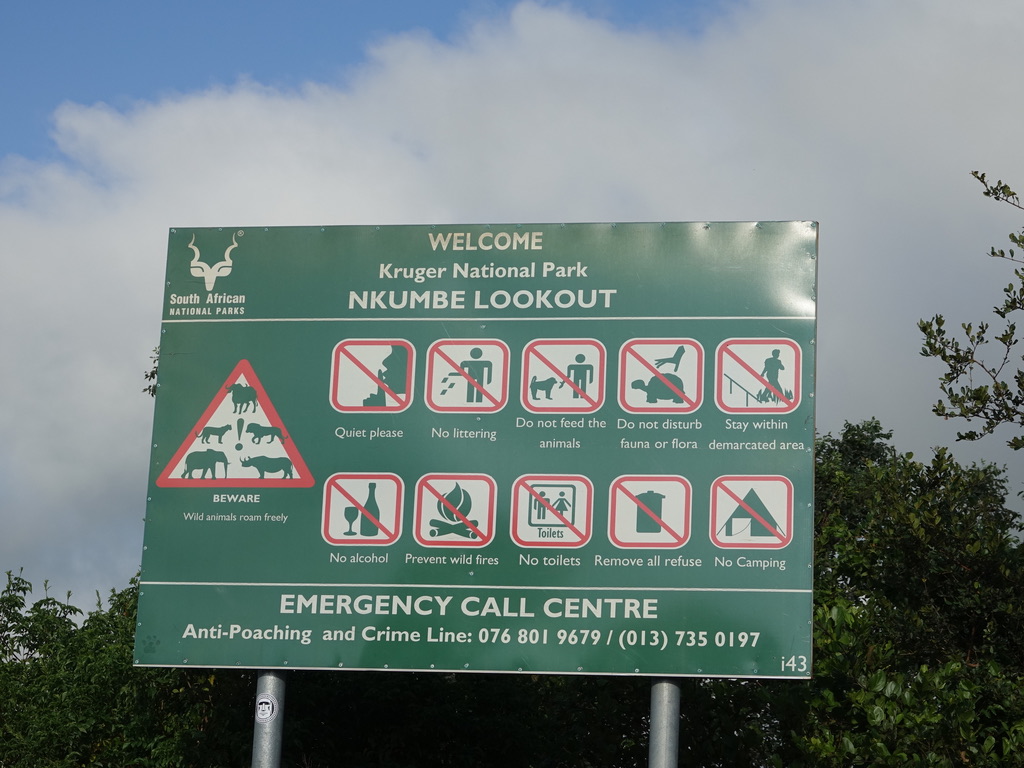 WELCOME
Kruger National Park
NKUMBE LOOKOUT
®
South African
NATIONAL PARKS
BEWARE
Wild animals roam freely
Quiet please
No littering
Do not feed the
animals
Do not disturb
fauna or flora
Stay within
demarcated area
Toilets
No alcohol
Prevent wild fires
No toilets
Remove all refuse
No Camping
EMERGENCY CALL CENTRE
Anti-Poaching and Crime Line: 076 801 9679 / (013) 735 0197
i43